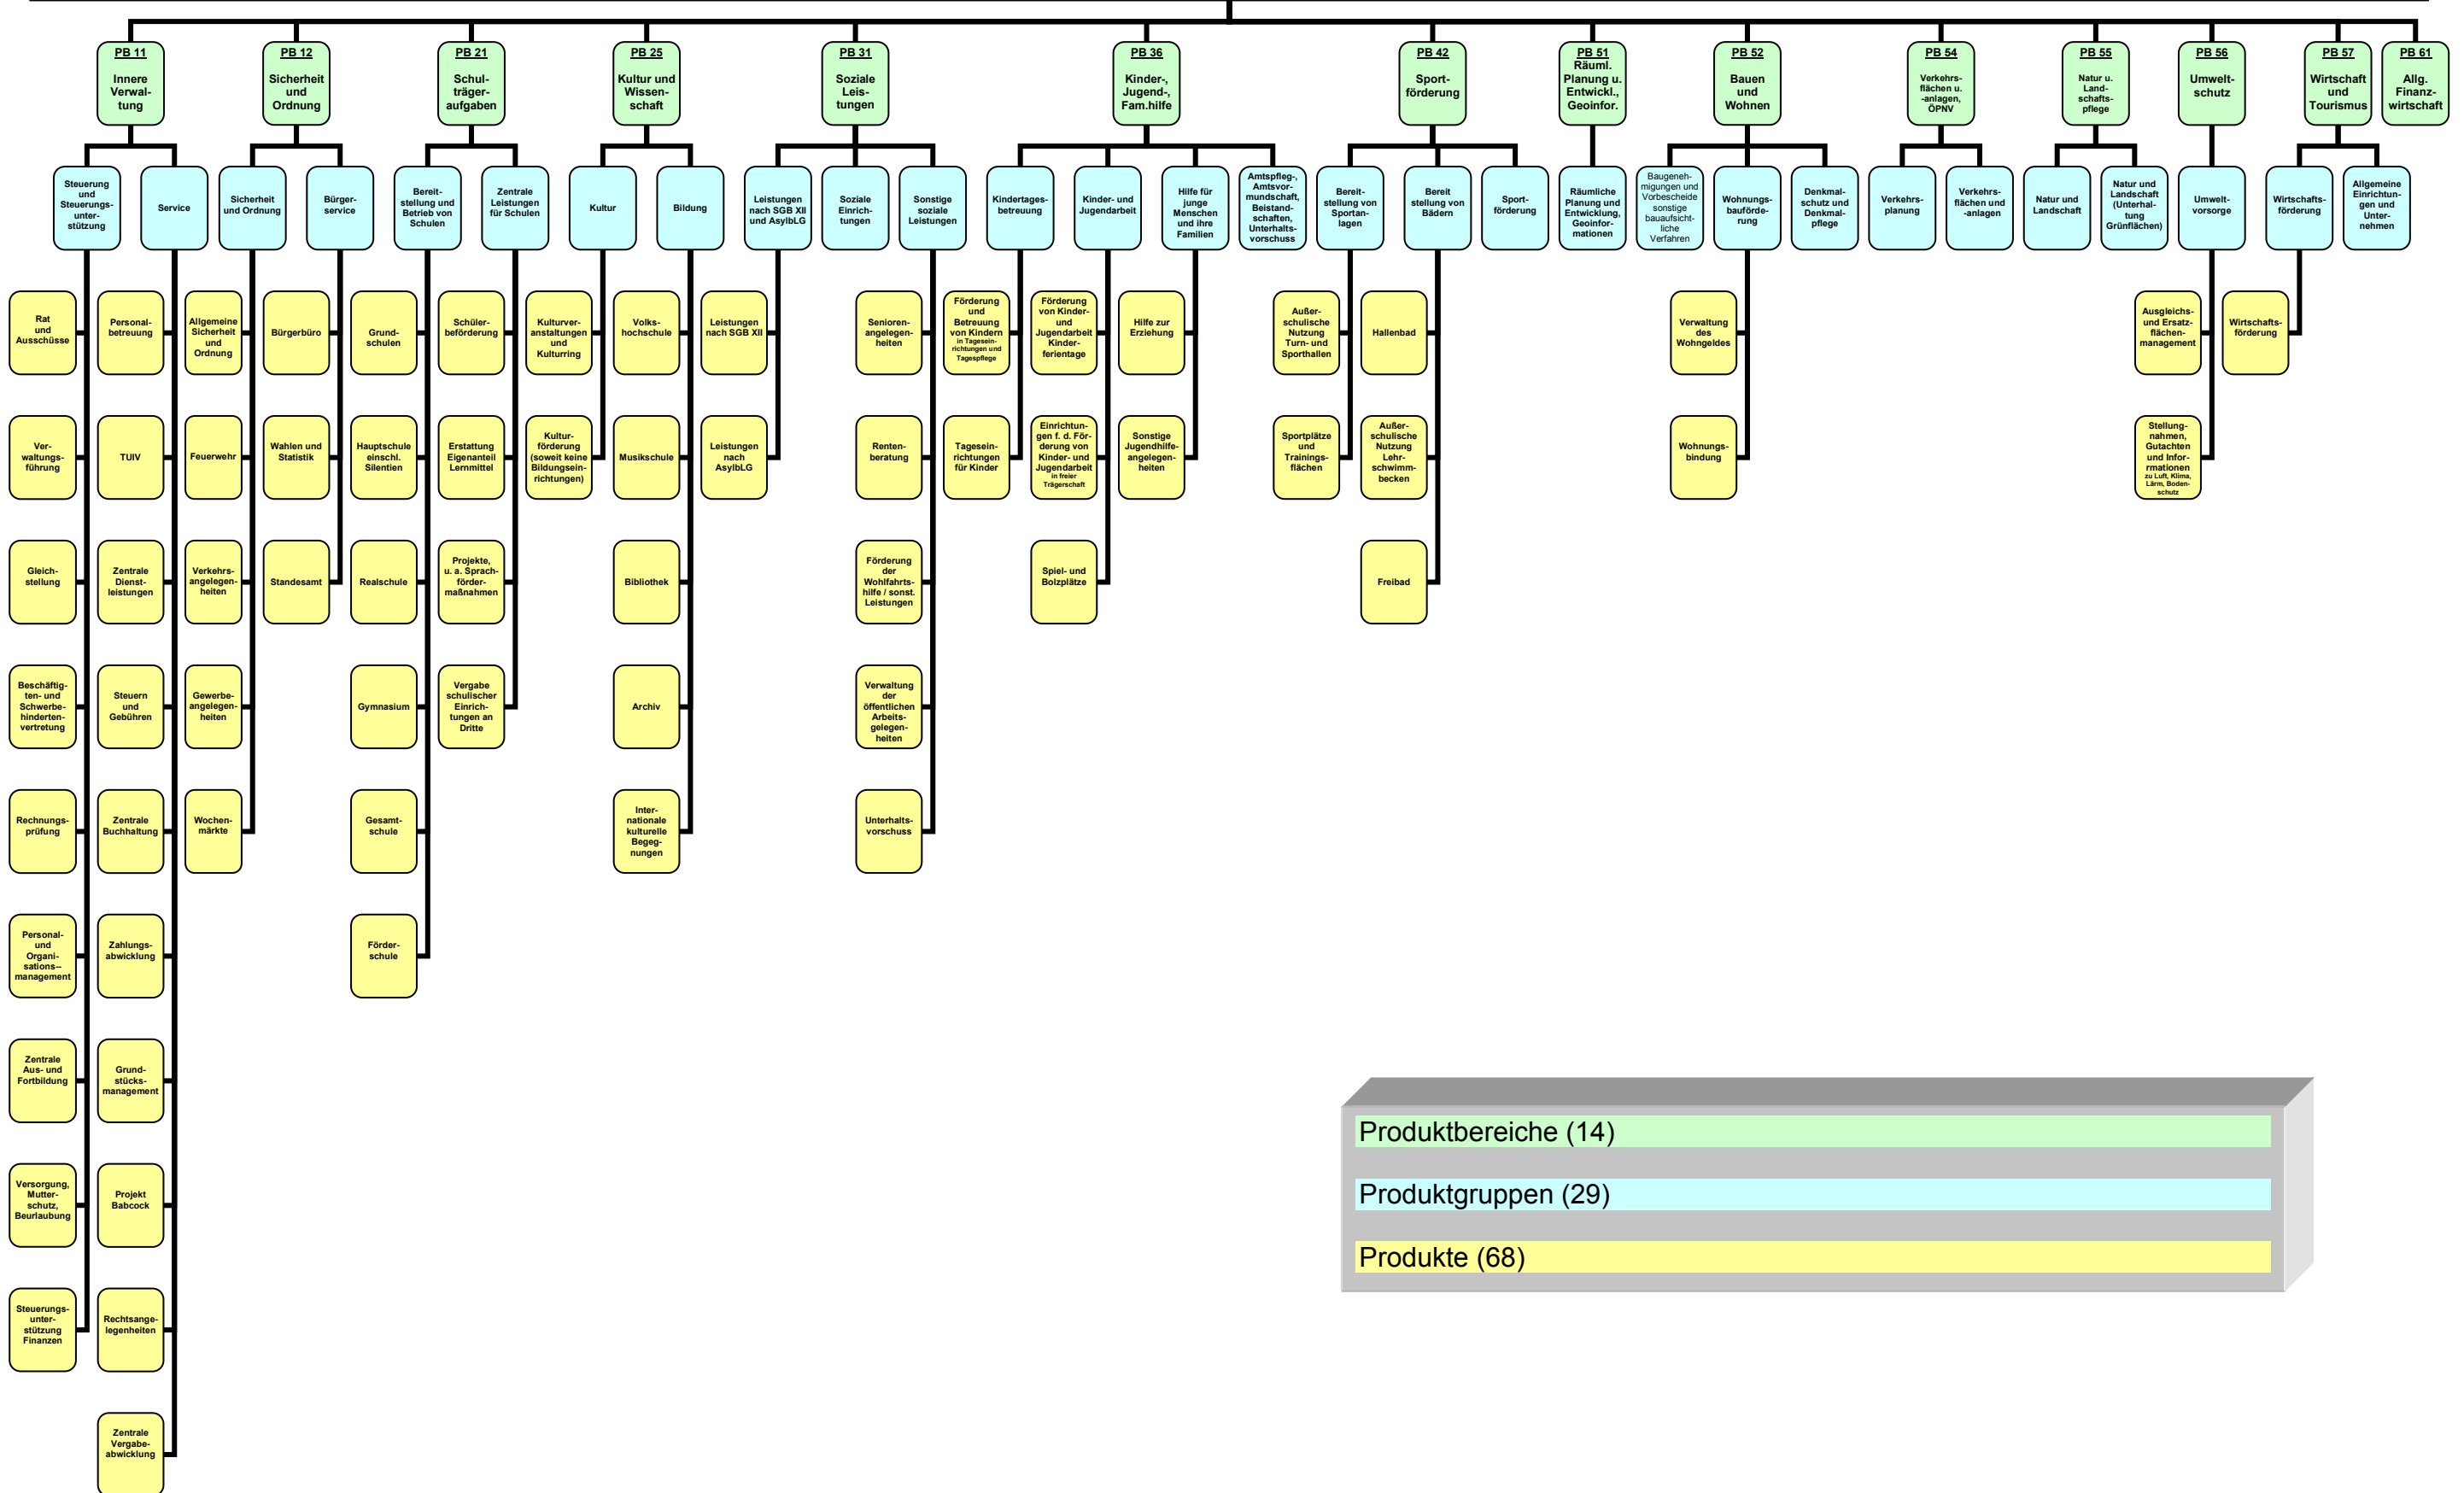 PB 11
Innere
Verwal-
tung
PB 12
Sicherheit
und
Ordnung
PB 21
Schul-
träger-
aufgaben
PB 25
Kultur und
Wissen-
schaft
PB 31
Soziale
Leis-
tungen
PB 36
Kinder-,
Jugend-,
Fam.hilfe
PB 42
Sport-
förderung
PB 51
Räuml.
Planung u.
Entwickl.,
Geoinfor.
PB 52
Bauen
und
Wohnen
PB 54
Verkehrs-
flächen u.
-anlagen,
ÖPNV
PB 55
Natur u.
Land-
schafts-
pflege
PB 56
Umwelt-
schutz
PB 57
Wirtschaft
und
Tourismus
PB 61
Allg.
Finanz-
wirtschaft
Steuerung
und
Steuerungs-
unter-
stützung
Service
Sicherheit
und Ordnung
Bürger-
service
Bereit-
stellung und
Betrieb von
Schulen
Zentrale
Leistungen
für Schulen
Kultur
Bildung
Leistungen
nach SGB XII
und AsylbLG
Soziale
Einrich-
tungen
Sonstige
soziale
Leistungen
Kindertages-
betreuung
Kinder- und
Jugendarbeit
Hilfe für
junge
Menschen
und ihre
Familien
Amtspfleg-,
Amtsvor-
mundschaft,
Beistand-
schaften,
Unterhalts-
vorschuss
Bereit-
stellung von
Sportan-
lagen
Bereit
stellung von
Bädern
Sport-
förderung
Räumliche
Planung und
Entwicklung,
Geoinfor-
mationen
Baugeneh-
migungen und
Vorbescheide
sonstige
bauaufsicht-
liche
Verfahren
Wohnungs-
bauförde-
rung
Denkmal-
schutz und
Denkmal-
pflege
Verkehrs-
planung
Verkehrs-
flächen und
-anlagen
Natur und
Landschaft
Natur und
Landschaft
(Unterhal-
tung
Grünflächen)
Umwelt-
vorsorge
Wirtschafts-
förderung
Allgemeine
Einrichtun-
gen und
Unter-
nehmen
Rat
und
Ausschüsse
Personal-
betreuung
Allgemeine
Sicherheit
und
Ordnung
Bürgerbüro
Grund-
schulen
Schüler-
beförderung
Kulturver-
anstaltungen
und
Kulturring
Volks-
hochschule
Leistungen
nach SGB XII
Senioren-
angelegen-
heiten
Förderung
und
Betreuung
von Kindern
in Tagesein-
richtungen und
Tagespflege
Förderung
von Kinder-
und
Jugendarbeit
Kinder-
ferientage
Hilfe zur
Erziehung
Außer-
schulische
Nutzung
Turn- und
Sporthallen
Hallenbad
Verwaltung
des
Wohngeldes
Ausgleichs-
und Ersatz-
flächen-
management
Wirtschafts-
förderung
Ver-
waltungs-
führung
TUIV
Feuerwehr
Wahlen und
Statistik
Hauptschule
einschl.
Silentien
Erstattung
Eigenanteil
Lernmittel
Kultur-
förderung
(soweit keine
Bildungsein-
richtungen)
Musikschule
Leistungen
nach
AsylbLG
Renten-
beratung
Tagesein-
richtungen
für Kinder
Einrichtun-
gen f. d. För-
derung von
Kinder- und
Jugendarbeit
in freier
Trägerschaft
Sonstige
Jugendhilfe-
angelegen-
heiten
Sportplätze
und
Trainings-
flächen
Außer-
schulische
Nutzung
Lehr-
schwimm-
becken
Wohnungs-
bindung
Stellung-
nahmen,
Gutachten
und Infor-
mationen
zu Luft, Klima,
Lärm, Boden-
schutz
Gleich-
stellung
Zentrale
Dienst-
leistungen
Verkehrs-
angelegen-
heiten
Standesamt
Realschule
Projekte,
u. a. Sprach-
förder-
maßnahmen
Bibliothek
Förderung
der
Wohlfahrts-
hilfe / sonst.
Leistungen
Spiel- und
Bolzplätze
Freibad
Beschäftig-
ten- und
Schwerbe-
hinderten-
vertretung
Steuern
und
Gebühren
Gewerbe-
angelegen-
heiten
Gymnasium
Vergabe
schulischer
Einrich-
tungen an
Dritte
Archiv
Verwaltung
der
öffentlichen
Arbeits-
gelegen-
heiten
Rechnungs-
prüfung
Zentrale
Buchhaltung
Wochen-
märkte
Gesamt-
schule
Inter-
nationale
kulturelle
Begeg-
nungen
Unterhalts-
vorschuss
Personal-
und
Organi-
sations--
management
Zahlungs-
abwicklung
Förder-
schule
Zentrale
Aus- und
Fortbildung
Grund-
stücks-
management
Versorgung,
Mutter-
schutz,
Beurlaubung
Projekt
Babcock
Steuerungs-
unter-
stützung
Finanzen
Rechtsange-
legenheiten
Zentrale
Vergabe-
abwicklung
Produktbereiche (14)
Produktgruppen (29)
Produkte (68)